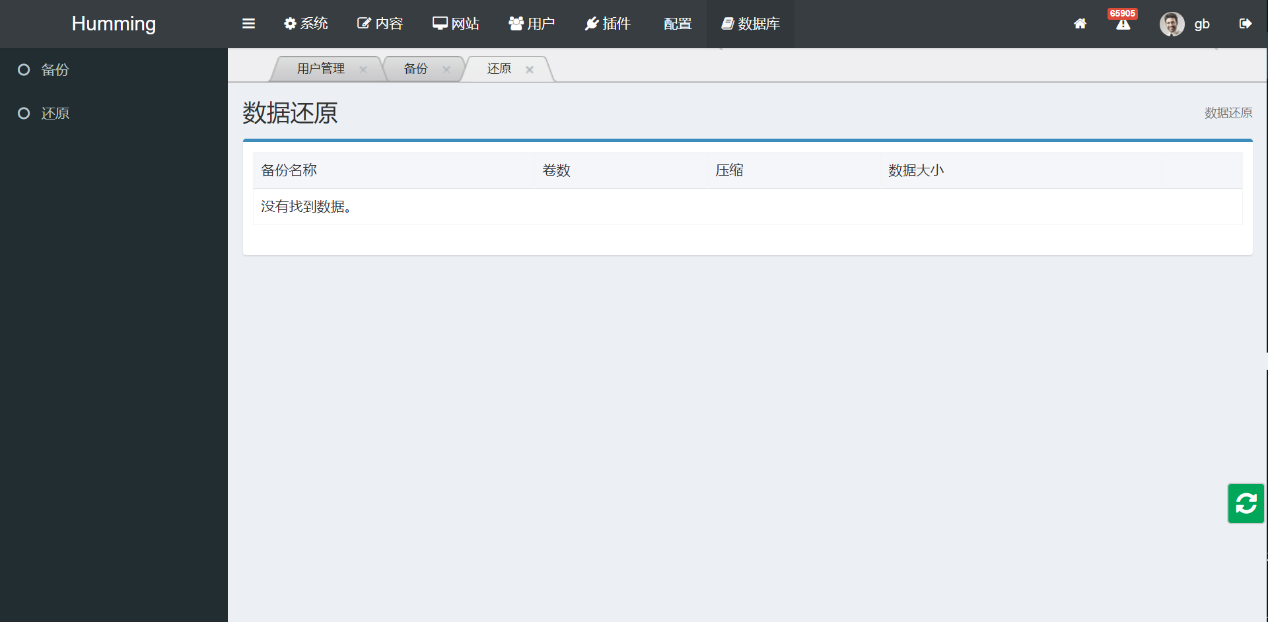 Humming
系统 内容 网站 用户 插件 配置 数据库 65905 gb
备份
还原
用户管理 备份 还原
数据还原 数据还原
备份名称 卷数 压缩 数据大小
没有找到数据。